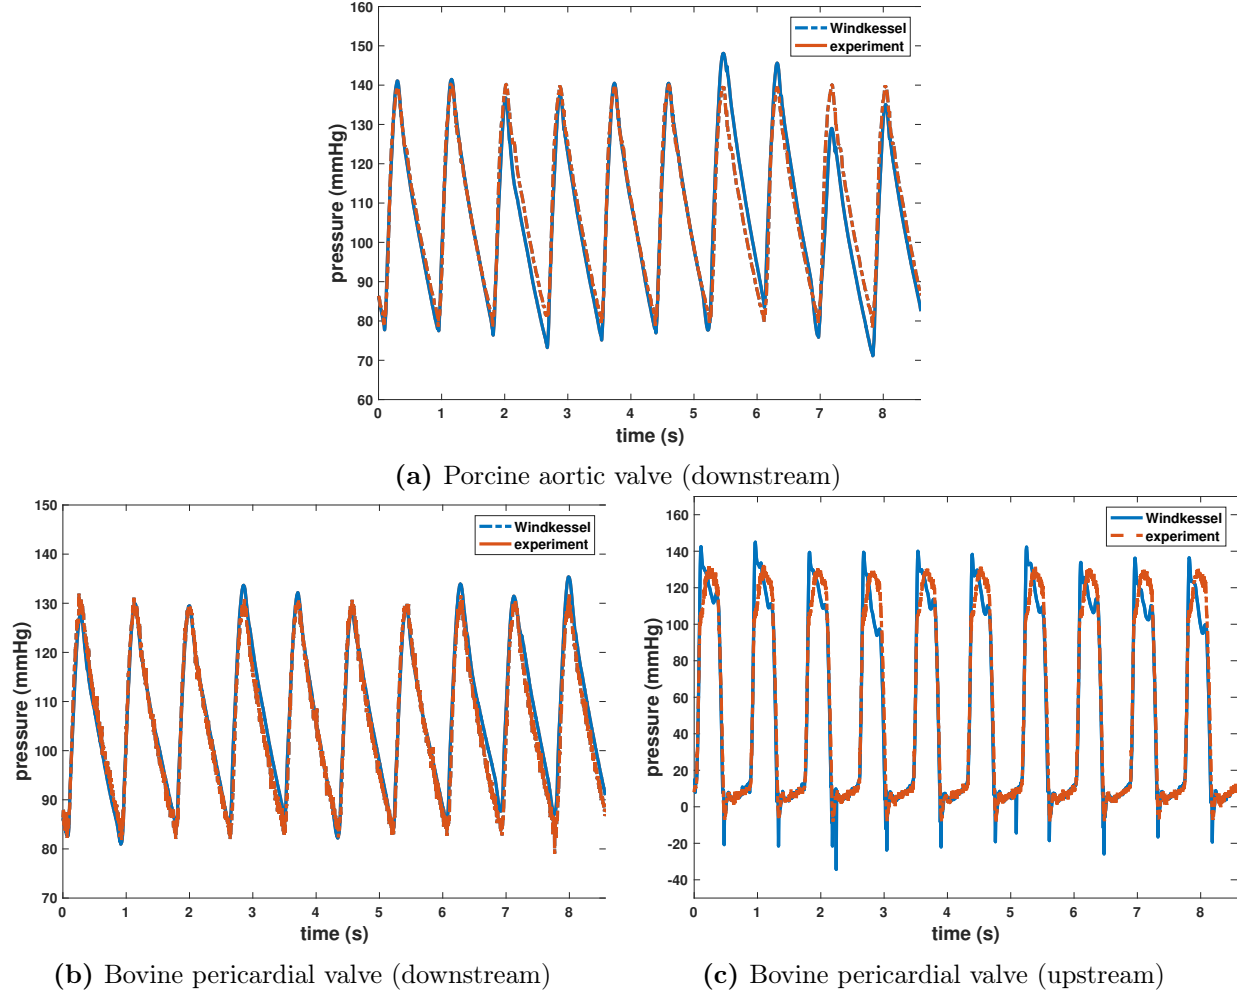 160
150
140
130
120
110
100
90
80
70
60
pressure (mmHg)
Windkessel
experiment
0 1 2 3 4 5 6 7 8
time (s)
(a) Porcine aortic valve (downstream)
150
140
130
120
110
100
90
80
70
pressure (mmHg)
Windkessel
experiment
0 1 2 3 4 5 6 7 8
time (s)
(b) Bovine pericardial valve (downstream)
160
140
120
100
80
60
40
20
0
-20
-40
pressure (mmHg)
Windkessel
experiment
0 1 2 3 4 5 6 7 8
time (s)
(c) Bovine pericardial valve (upstream)